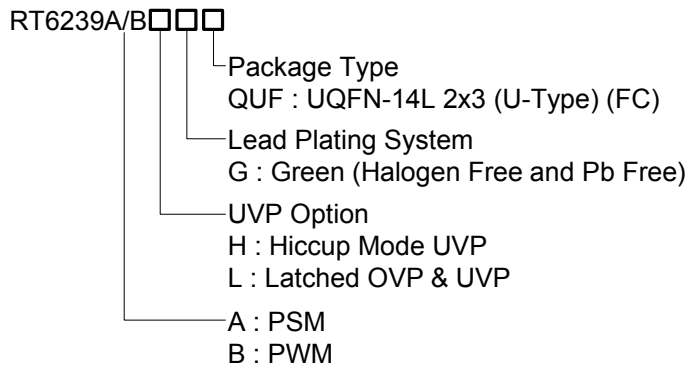 RT6239A/B□□□
Package Type
QUF : UQFN-14L 2x3 (U-Type) (FC)
Lead Plating System
G : Green (Halogen Free and Pb Free)
UVP Option
H : Hiccup Mode UVP
L : Latched OVP & UVP
A : PSM
B : PWM